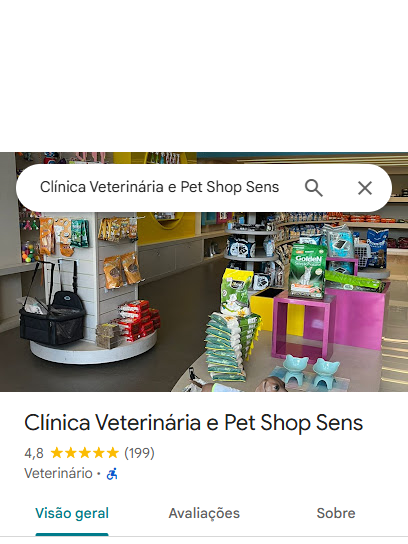 Clínica Veterinária e Pet Shop Sens
GoldeN
Clínica Veterinária e Pet Shop Sens
4,8 (199)
Veterinário •
Visão geral Avaliações Sobre